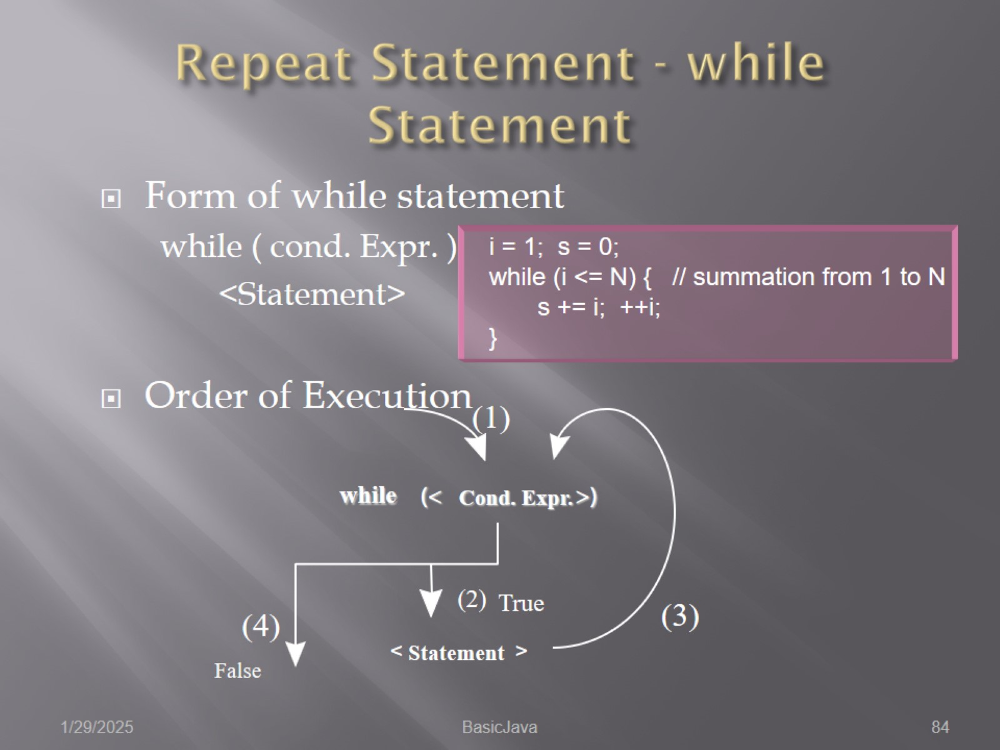 Repeat Statement - while
Statement
Form of while statement
while ( cond. Expr. )
<Statement>
i = 1;  s = 0;
while (i <= N) {   // summation from 1 to N
s += i;  ++i;
}
Order of Execution
(1)
while (< Cond. Expr.>)
(2) True
(3)
(4)
< Statement >
False
1/29/2025
BasicJava
84